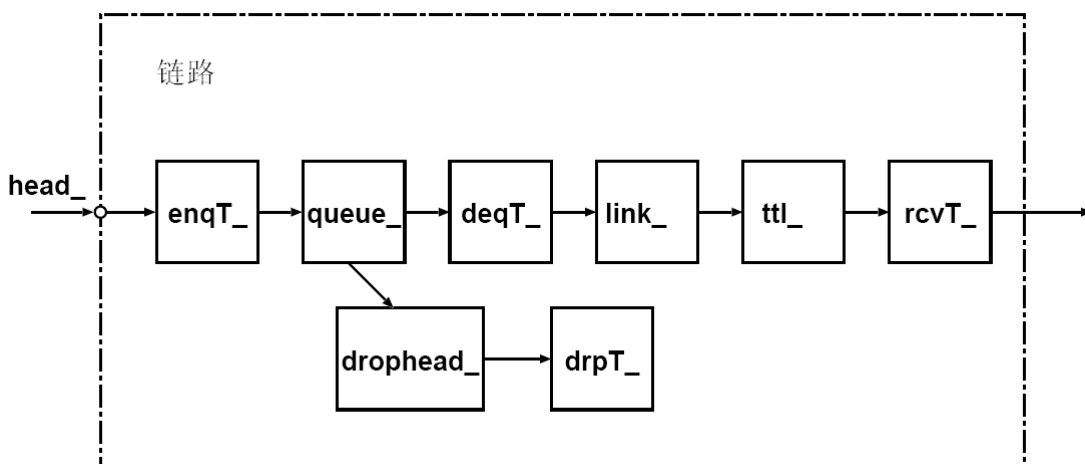 链路
head_
enqT_
queue_
deqT_
link_
ttl_
rcvT_
drophead_
drpT_